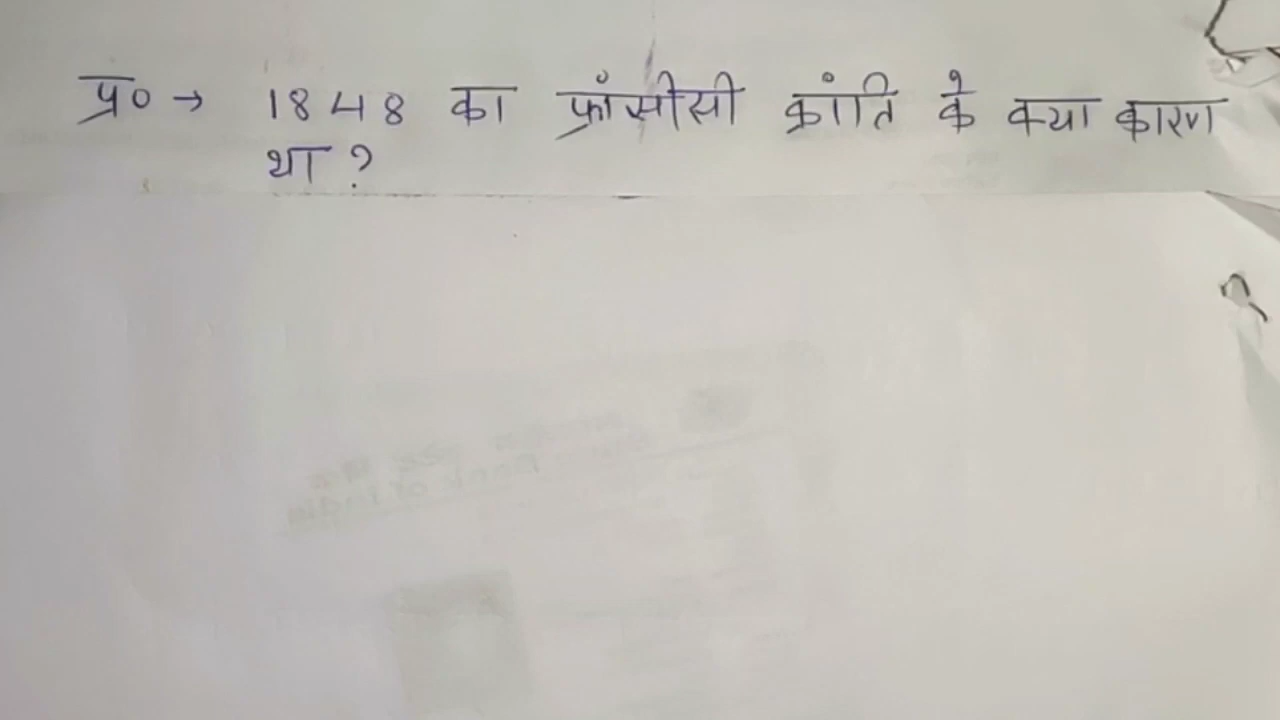 प्र० → 1848 का फ्रांसीसी क्रांति के क्या कारण
था ?